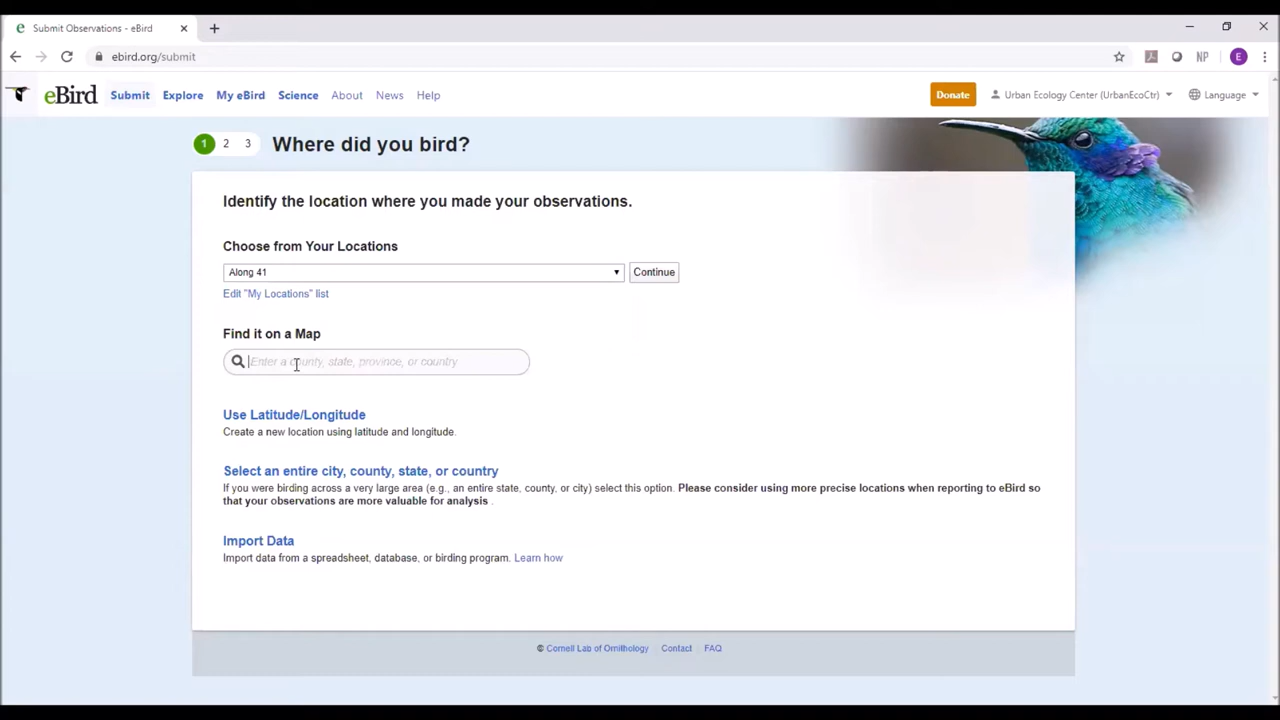 Submit Observations - eBird
ebird.org/submit
NP
E
eBird Submit Explore My eBird Science About News Help Donate Urban Ecology Center (UrbanEcoCtr) Language
1 2 3 Where did you bird?
Identify the location where you made your observations.
Choose from Your Locations
Along 41 Continue
Edit "My Locations" list
Find it on a Map
Enter a county, state, province, or country
Use Latitude/Longitude
Create a new location using latitude and longitude.
Select an entire city, county, state, or country
If you were birding across a very large area (e.g., an entire state, county, or city) select this option. Please consider using more precise locations when reporting to eBird so
that your observations are more valuable for analysis .
Import Data
Import data from a spreadsheet, database, or birding program. Learn how
© Cornell Lab of Ornithology Contact FAQ